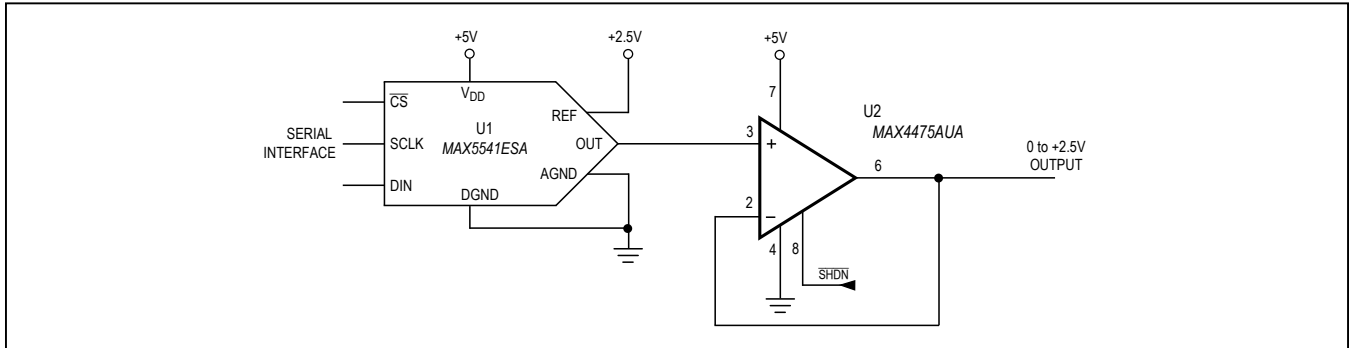 +5V
+2.5V
+5V
VDD
CS
REF
7
U2
MAX4475AUA
U1
MAX5541ESA
SERIAL
INTERFACE
SCLK
OUT
3
+
6
0 to +2.5V
OUTPUT
AGND
DIN
DGND
2
−
4
8
SHDN